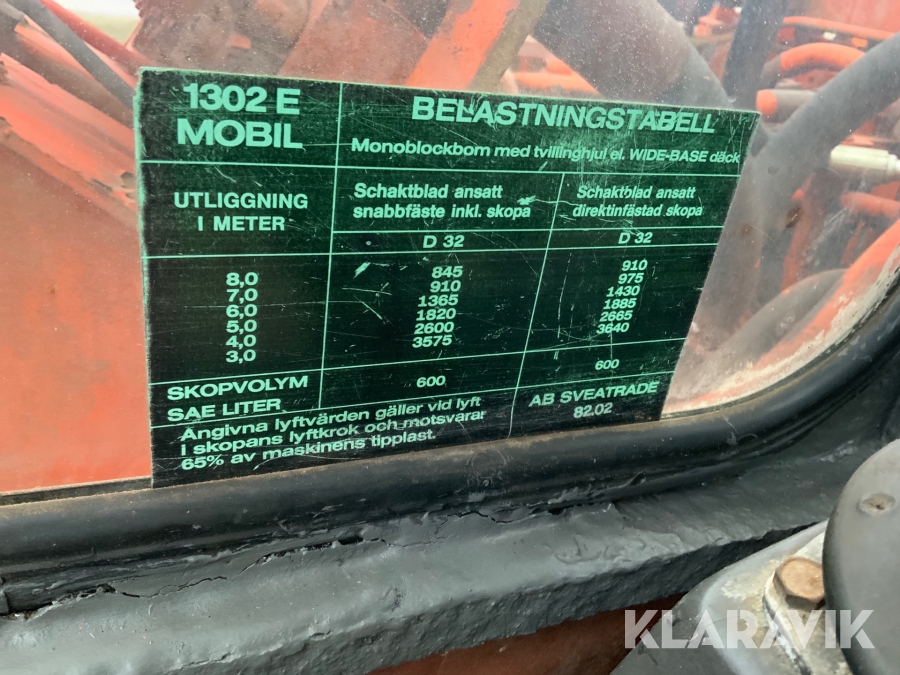 1302 E
MOBIL
BELASTNINGSTABELL
Monoblockbom med tvillinghjul el. WIDE-BASE däck
UTLIGGNING
I METER
Schaktblad ansatt
snabbfäste inkl. skopa
Schaktblad ansatt
direktinfästad skopa
D 32
D 32
8,0 845 910
7,0 910 975
6,0 1365 1430
5,0 1820 1885
4,0 2600 2665
3,0 3575 3640
SKOPVOLYM
SAE LITER
600
600
Angivna lyftvärden gäller vid lyft
I skopans lyftkrok och motsvarar
65% av maskinens tipplast.
AB SVEATRADE
82.02
KLARAVIK